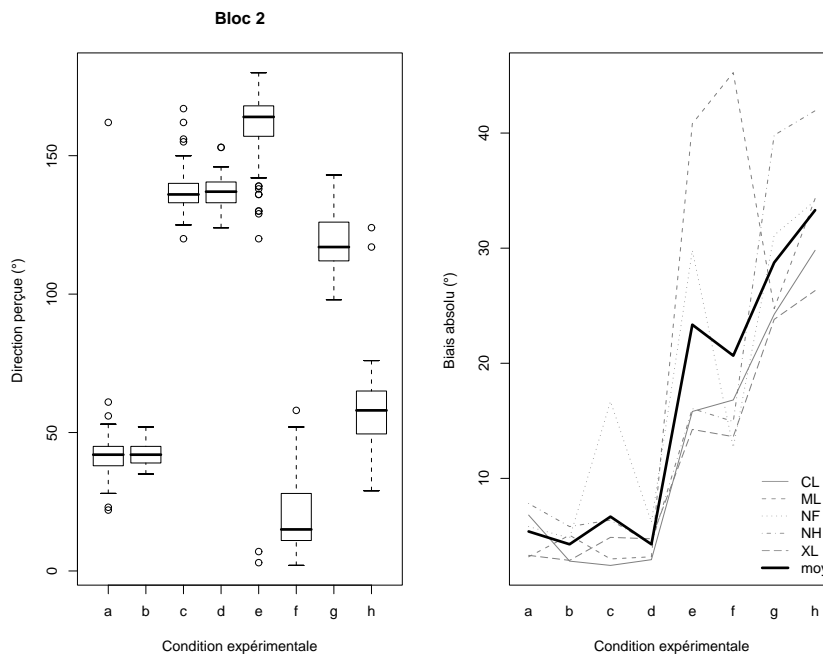 Bloc 2
Direction perçue (°)
0
50
100
150
a b c d e f g h
Condition expérimentale
Biais absolu (°)
10
20
30
40
a b c d e f g h
Condition expérimentale
CL
ML
NF
NH
XL
moy